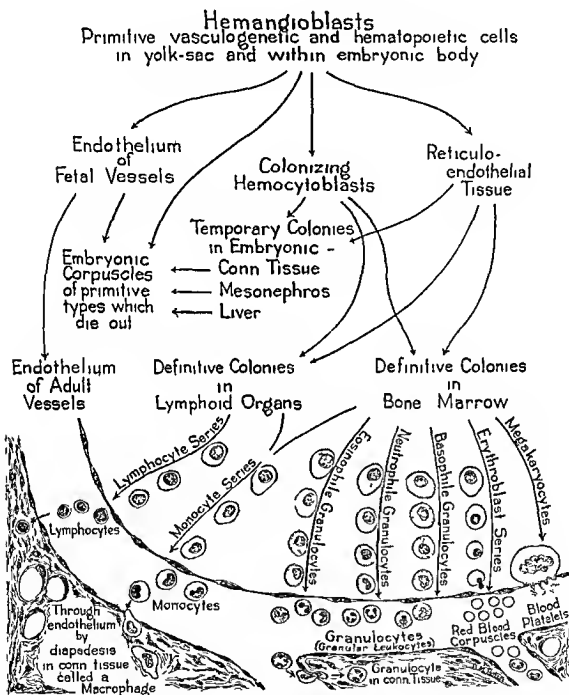 Hemangioblasts
Primitive vasculogenetic and hematopoietic cells
in yolk-sac and within embryonic body
Endothelium
of
Fetal Vessels
Colonizing
Hemocytoblasts
Reticulo-
endothelial
Tissue
Temporary Colonies
in Embryonic -
Conn Tissue
Mesonephros
Liver
Embryonic
Corpuscles
of primitive
types which
die out
Endothelium
of Adult
Vessels
Definitive Colonies
in
Lymphoid Organs
Definitive Colonies
in
Bone Marrow
Lymphocyte Series
Monocyte Series
Eosinophile Granulocytes
Neutrophile Granulocytes
Basophile Granulocytes
Erythroblast Series
Megakaryocytes
Lymphocytes
Monocytes
Through
endothelium
by
diapadesis
in conn tissue
called a
Macrophage
Granulocytes
(Granular Leukocytes)
Granulocyte
in conn. tissue
Red Blood
Corpuscles
Blood
Platelets